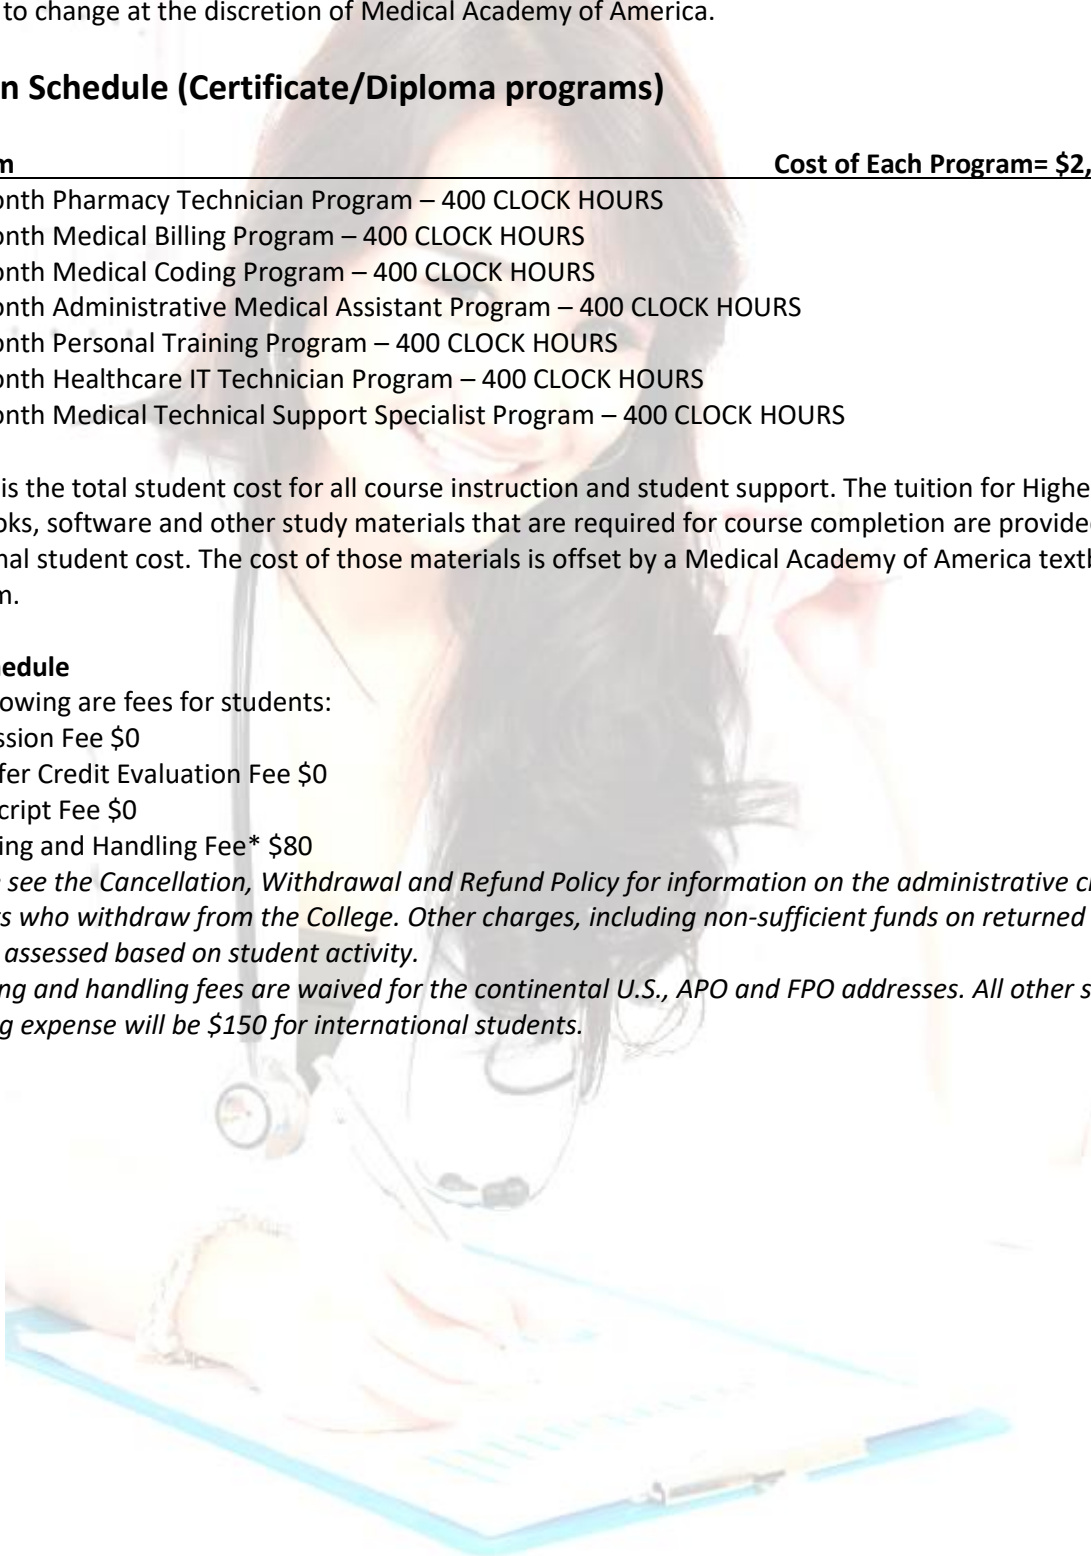 to change at the discretion of Medical Academy of America.
n Schedule (Certificate/Diploma programs)
m Cost of Each Program= $2,
onth Pharmacy Technician Program – 400 CLOCK HOURS
onth Medical Billing Program – 400 CLOCK HOURS
onth Medical Coding Program – 400 CLOCK HOURS
onth Administrative Medical Assistant Program – 400 CLOCK HOURS
onth Personal Training Program – 400 CLOCK HOURS
onth Healthcare IT Technician Program – 400 CLOCK HOURS
onth Medical Technical Support Specialist Program – 400 CLOCK HOURS
is the total student cost for all course instruction and student support. The tuition for Highe
oks, software and other study materials that are required for course completion are provide
nal student cost. The cost of those materials is offset by a Medical Academy of America textb
m.
hedule
owing are fees for students:
ssion Fee $0
fer Credit Evaluation Fee $0
cript Fee $0
ing and Handling Fee* $80
e see the Cancellation, Withdrawal and Refund Policy for information on the administrative c
s who withdraw from the College. Other charges, including non-sufficient funds on returned
assessed based on student activity.
ng and handling fees are waived for the continental U.S., APO and FPO addresses. All other s
g expense will be $150 for international students.